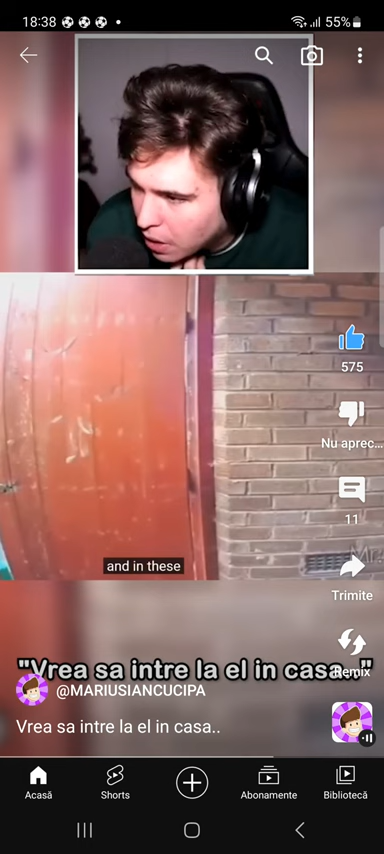 18:38
55%
575
Nu aprec...
11
and in these
Trimite
Remix
"Vrea sa intre la el in casa.."
@MARIUSIANCUCIPA
Vrea sa intre la el in casa..
Acasă
Shorts
Abonamente
Bibliotecă